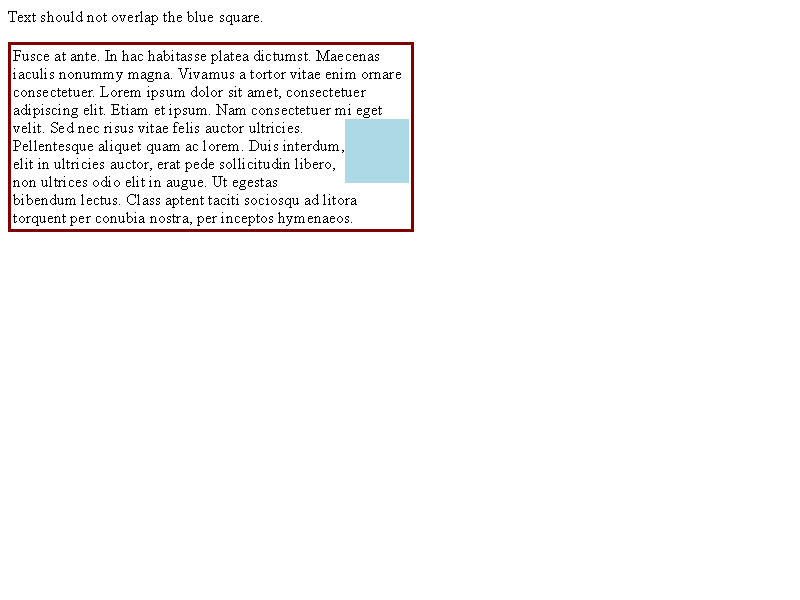 Text should not overlap the blue square.
Fusce at ante. In hac habitasse platea dictumst. Maecenas
iaculis nonummy magna. Vivamus a tortor vitae enim ornare
consectetuer. Lorem ipsum dolor sit amet, consectetuer
adipiscing elit. Etiam et ipsum. Nam consectetuer mi eget
velit. Sed nec risus vitae felis auctor ultricies.
Pellentesque aliquet quam ac lorem. Duis interdum,
elit in ultricies auctor, erat pede sollicitudin libero,
non ultrices odio elit in augue. Ut egestas
bibendum lectus. Class aptent taciti sociosqu ad litora
torquent per conubia nostra, per inceptos hymenaeos.